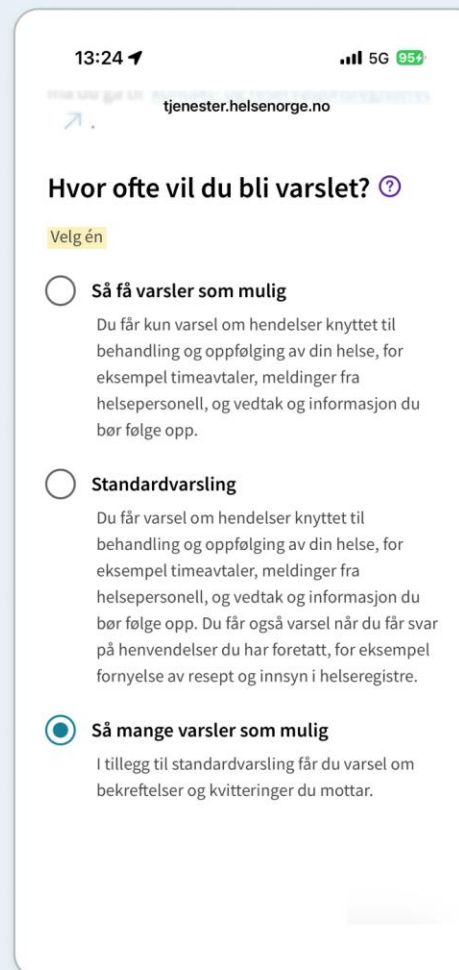 13:24
5G 95
tjenester.helsenorge.no
Hvor ofte vil du bli varslet?
Velg én
Så få varsler som mulig
Du får kun varsel om hendelser knyttet til
behandling og oppfølging av din helse, for
eksempel timeavtaler, meldinger fra
helsepersonell, og vedtak og informasjon du
bør følge opp.
Standardvarsling
Du får varsel om hendelser knyttet til
behandling og oppfølging av din helse, for
eksempel timeavtaler, meldinger fra
helsepersonell, og vedtak og informasjon du
bør følge opp. Du får også varsel når du får svar
på henvendelser du har foretatt, for eksempel
fornyelse av resept og innsyn i helseregistre.
Så mange varsler som mulig
I tillegg til standardvarsling får du varsel om
bekreftelser og kvitteringer du mottar.